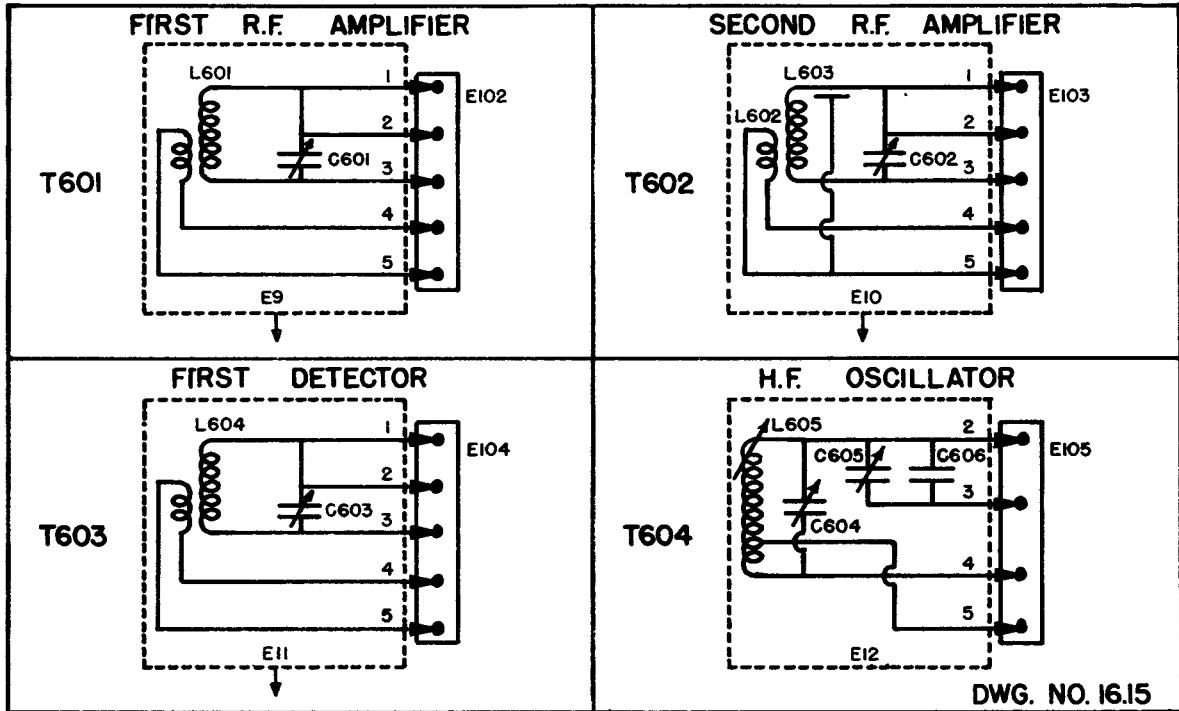 FIRST R.F. AMPLIFIER
L601
1
E102
2
C601
T601
3
4
5
E9
SECOND R.F. AMPLIFIER
L603
1
E103
L602
2
C602
T602
3
4
5
E10
FIRST DETECTOR
L604
1
E104
2
C603
T603
3
4
5
E11
H.F. OSCILLATOR
L605
2
E105
C605
C606
3
C604
T604
4
5
E12
DWG. NO. 16.15